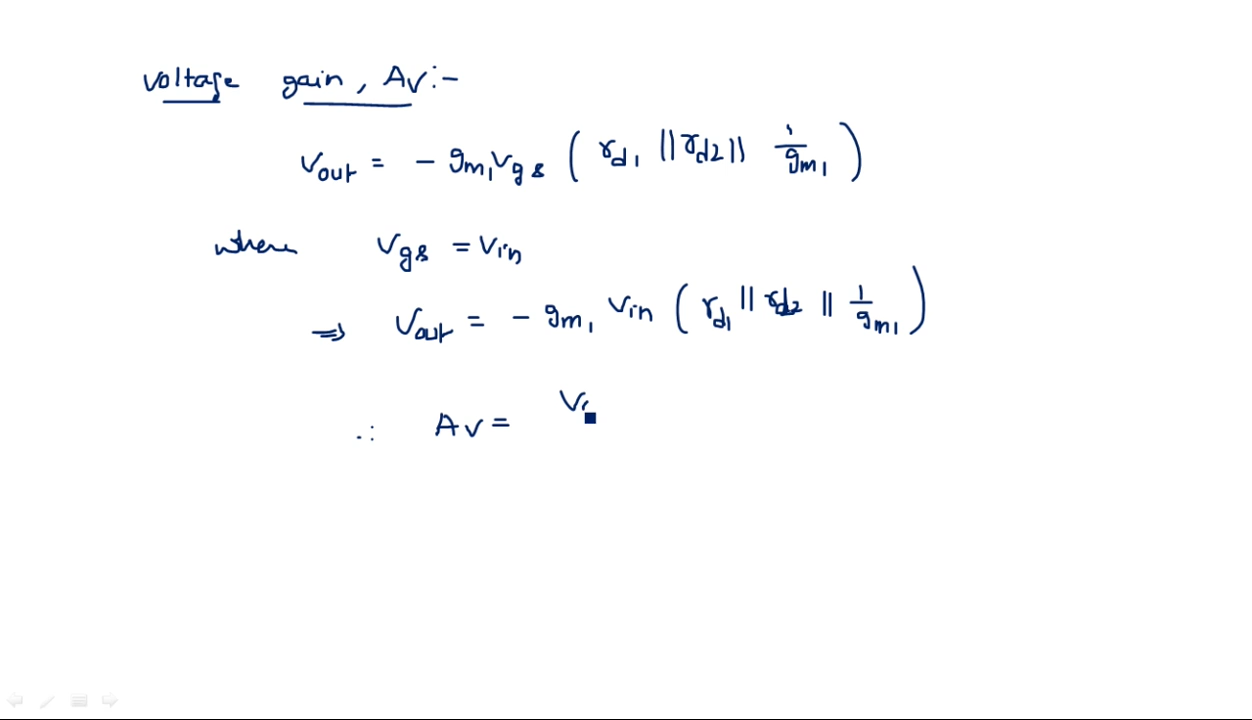 voltage gain, Av:-
Vout = - gm1Vgs ( rd1 || rd2 || 1/gm1 )
where Vgs = Vin
⇒ Vout = - gm1 Vin ( rd1 || rd2 || 1/gm1 )
∴ Av =